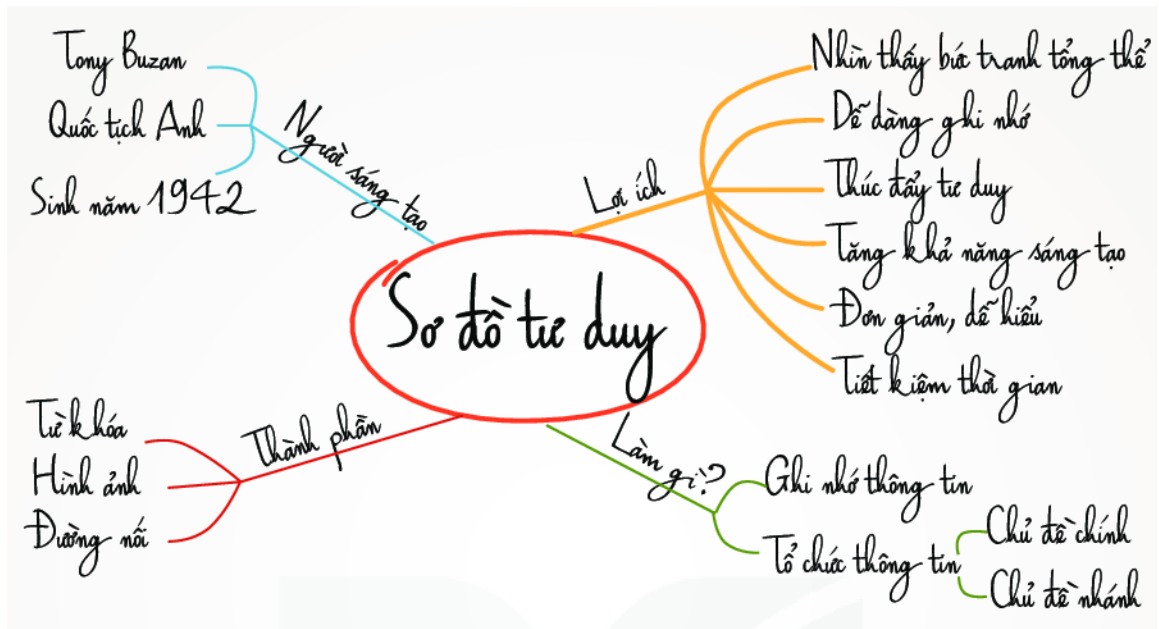 Sơ đồ tư duy
Người sáng tạo
Tony Buzan
Quốc tịch Anh
Sinh năm 1942
Lợi ích
Nhìn thấy bức tranh tổng thể
Dễ dàng ghi nhớ
Thúc đẩy tư duy
Tăng khả năng sáng tạo
Đơn giản, dễ hiểu
Tiết kiệm thời gian
Thành phần
Từ khóa
Hình ảnh
Đường nối
Làm gì?
Ghi nhớ thông tin
Tổ chức thông tin
Chủ đề chính
Chủ đề nhánh